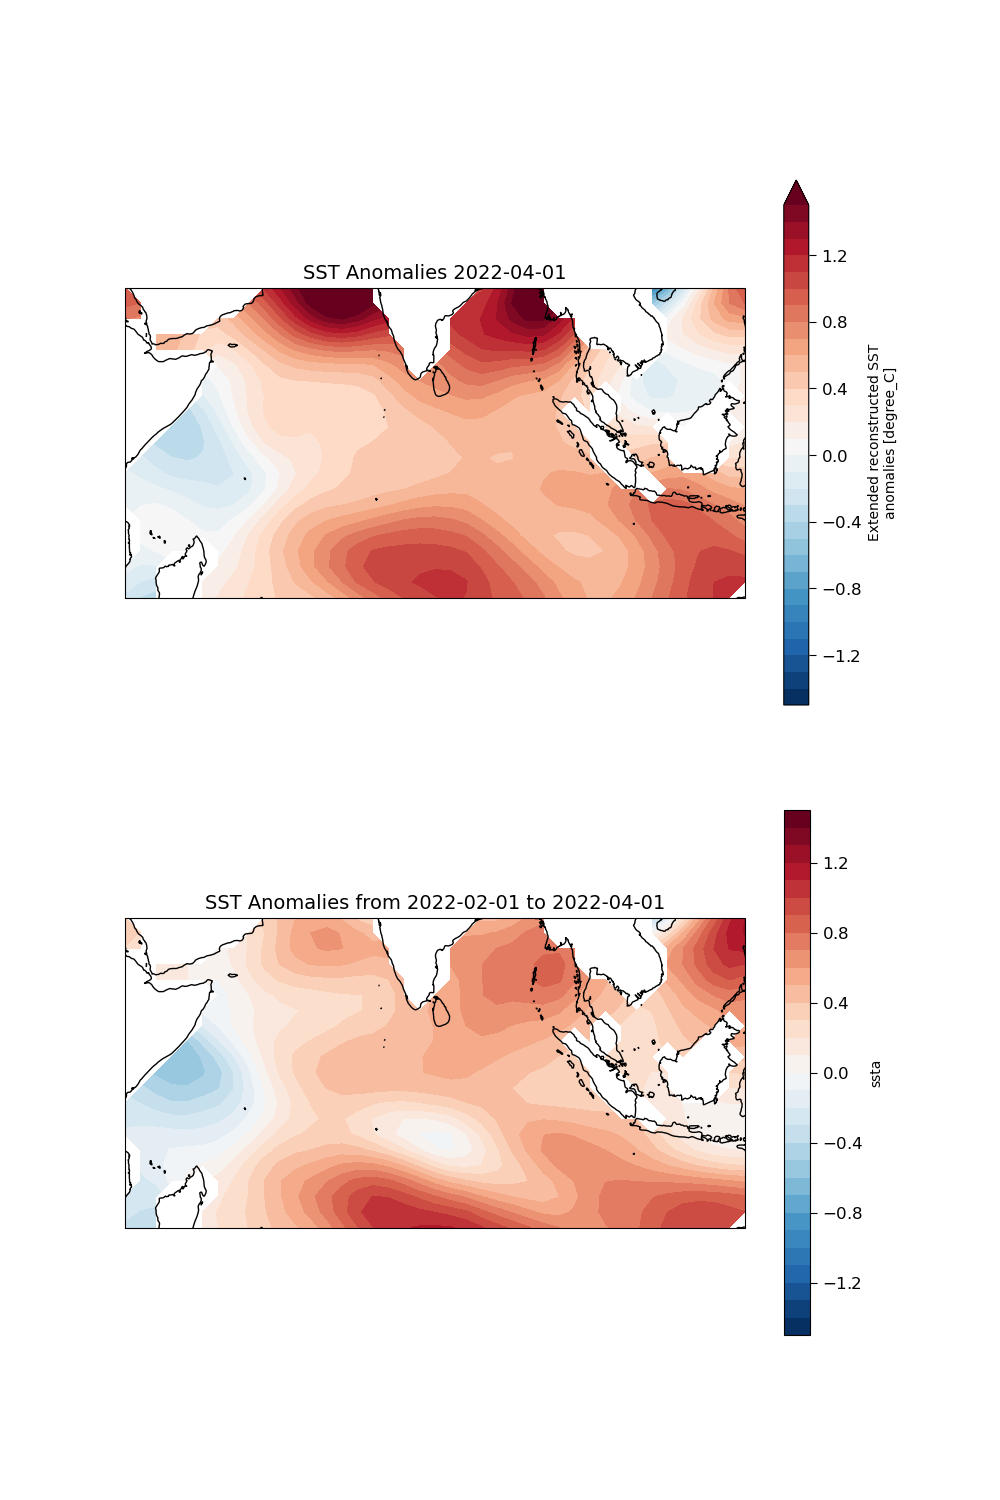 SST Anomalies 2022-04-01
1.2
0.8
0.4
0.0
−0.4
−0.8
−1.2
Extended reconstructed SST
anomalies [degree_C]
SST Anomalies from 2022-02-01 to 2022-04-01
1.2
0.8
0.4
0.0
−0.4
−0.8
−1.2
ssta